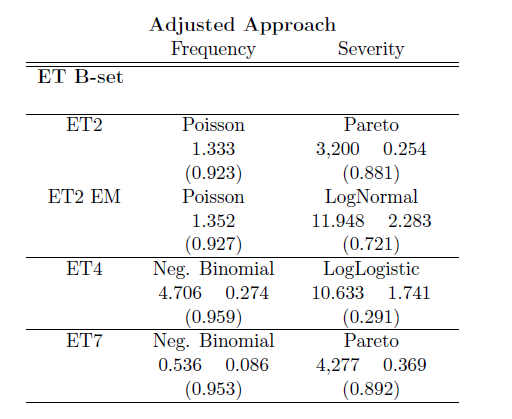 Adjusted Approach
Frequency Severity
ET B-set
ET2 Poisson Pareto
1.333 3,200 0.254
(0.923) (0.881)
ET2 EM Poisson LogNormal
1.352 11.948 2.283
(0.927) (0.721)
ET4 Neg. Binomial LogLogistic
4.706 0.274 10.633 1.741
(0.959) (0.291)
ET7 Neg. Binomial Pareto
0.536 0.086 4,277 0.369
(0.953) (0.892)